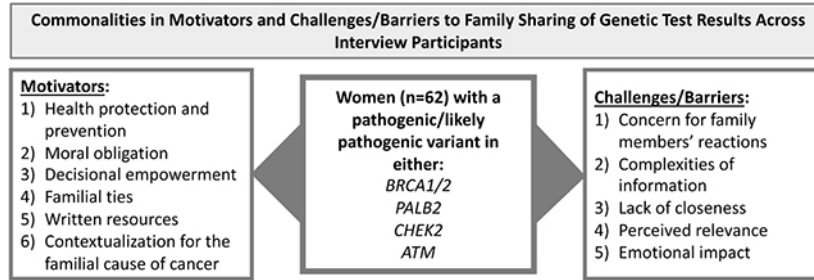 Commonalities in Motivators and Challenges/Barriers to Family Sharing of Genetic Test Results Across
Interview Participants
Motivators:
1) Health protection and
prevention
2) Moral obligation
3) Decisional empowerment
4) Familial ties
5) Written resources
6) Contextualization for the
familial cause of cancer
Women (n=62) with a
pathogenic/likely
pathogenic variant in
either:
BRCA1/2
PALB2
CHEK2
ATM
Challenges/Barriers:
1) Concern for family
members’ reactions
2) Complexities of
information
3) Lack of closeness
4) Perceived relevance
5) Emotional impact